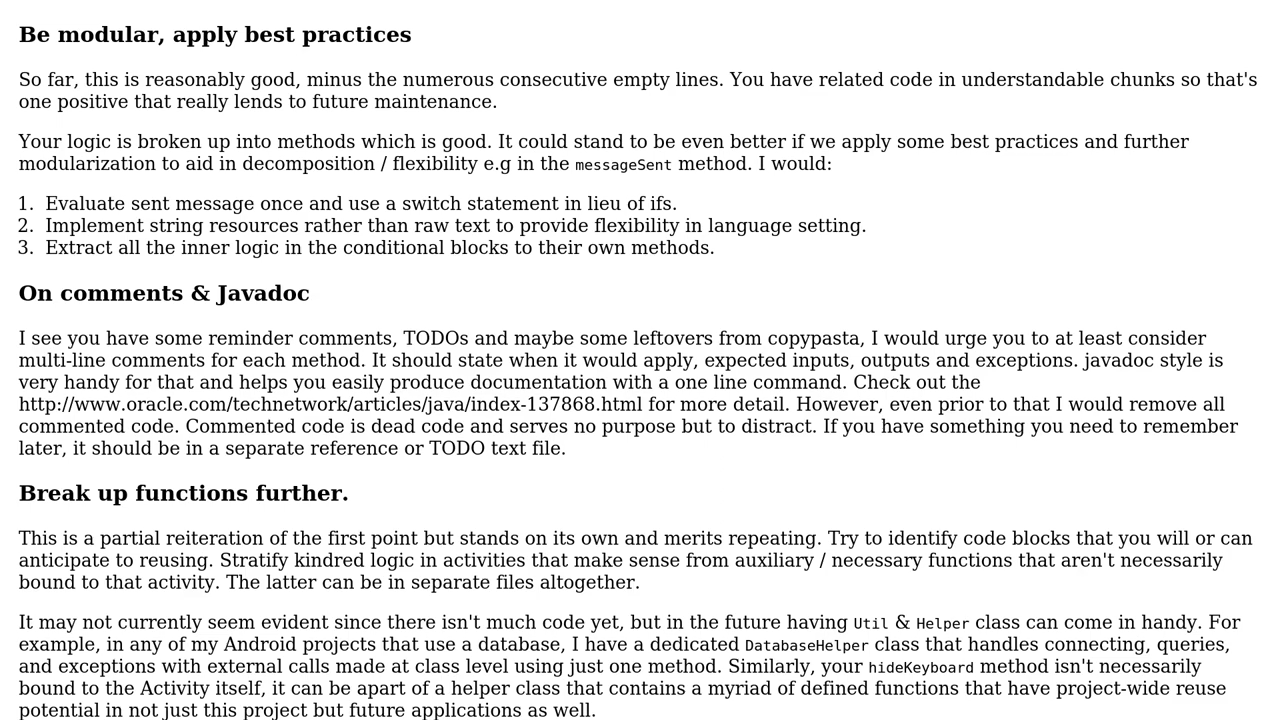 Be modular, apply best practices
So far, this is reasonably good, minus the numerous consecutive empty lines. You have related code in understandable chunks so that's
one positive that really lends to future maintenance.
Your logic is broken up into methods which is good. It could stand to be even better if we apply some best practices and further
modularization to aid in decomposition / flexibility e.g in the messageSent method. I would:
1. Evaluate sent message once and use a switch statement in lieu of ifs.
2. Implement string resources rather than raw text to provide flexibility in language setting.
3. Extract all the inner logic in the conditional blocks to their own methods.
On comments & Javadoc
I see you have some reminder comments, TODOs and maybe some leftovers from copypasta, I would urge you to at least consider
multi-line comments for each method. It should state when it would apply, expected inputs, outputs and exceptions. javadoc style is
very handy for that and helps you easily produce documentation with a one line command. Check out the
http://www.oracle.com/technetwork/articles/java/index-137868.html for more detail. However, even prior to that I would remove all
commented code. Commented code is dead code and serves no purpose but to distract. If you have something you need to remember
later, it should be in a separate reference or TODO text file.
Break up functions further.
This is a partial reiteration of the first point but stands on its own and merits repeating. Try to identify code blocks that you will or can
anticipate to reusing. Stratify kindred logic in activities that make sense from auxiliary / necessary functions that aren't necessarily
bound to that activity. The latter can be in separate files altogether.
It may not currently seem evident since there isn't much code yet, but in the future having Util & Helper class can come in handy. For
example, in any of my Android projects that use a database, I have a dedicated DatabaseHelper class that handles connecting, queries,
and exceptions with external calls made at class level using just one method. Similarly, your hideKeyboard method isn't necessarily
bound to the Activity itself, it can be apart of a helper class that contains a myriad of defined functions that have project-wide reuse
potential in not just this project but future applications as well.